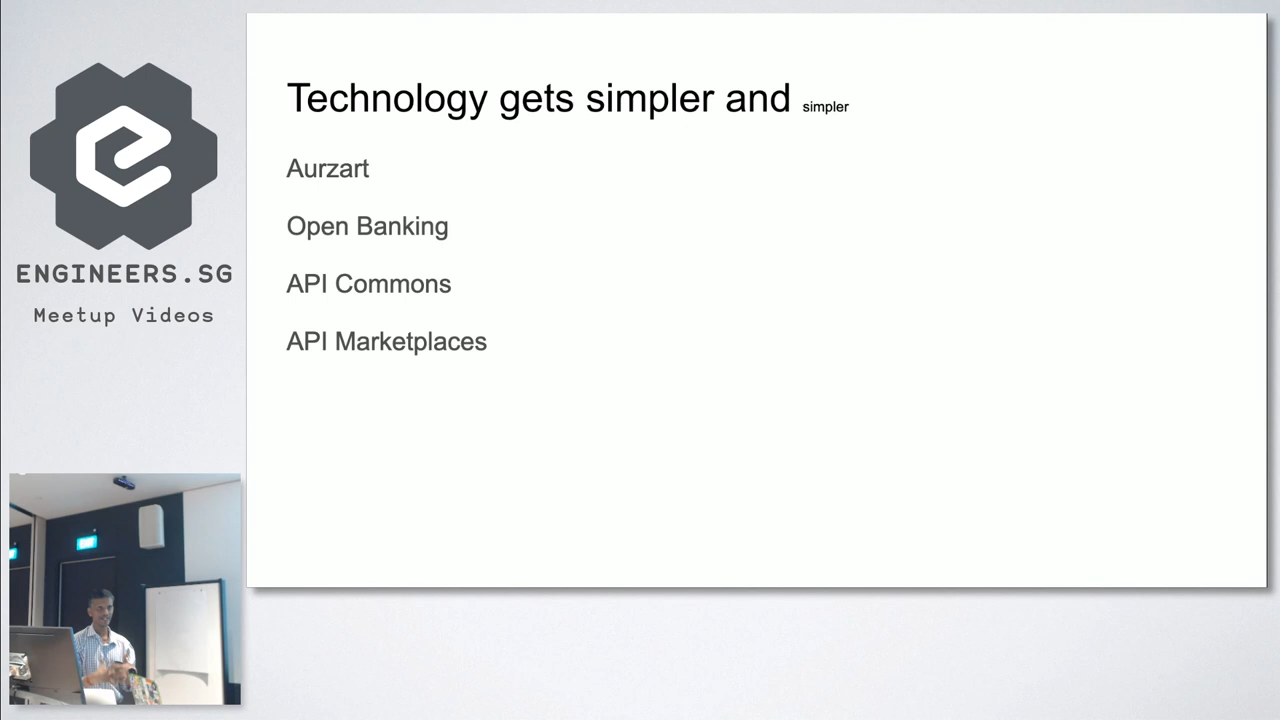 Technology gets simpler and simpler
Aurzart
Open Banking
API Commons
API Marketplaces
ENGINEERS.SG
Meetup Videos